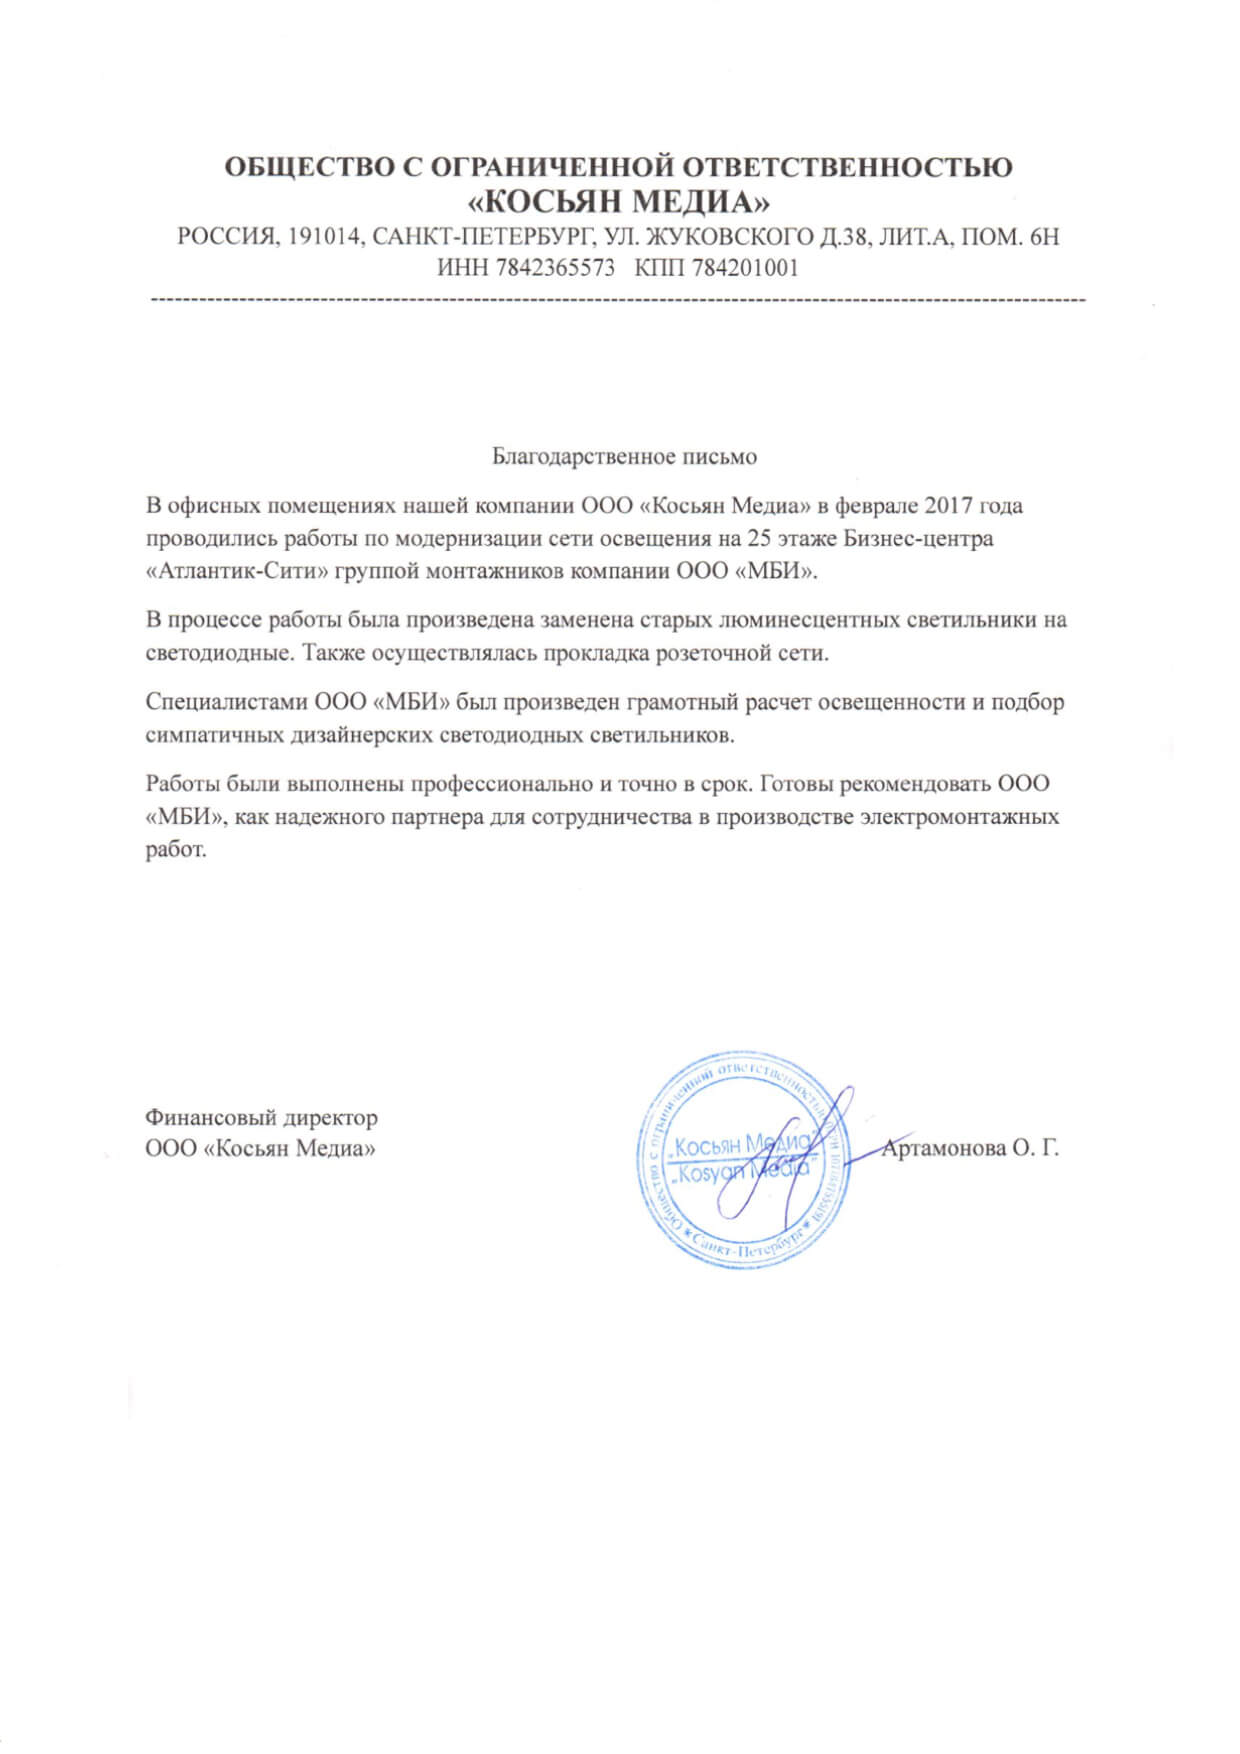 ОБЩЕСТВО С ОГРАНИЧЕННОЙ ОТВЕТСТВЕННОСТЬЮ
«КОСЬЯН МЕДИА»
РОССИЯ, 191014, САНКТ-ПЕТЕРБУРГ, УЛ. ЖУКОВСКОГО Д.38, ЛИТ.А, ПОМ. 6Н
ИНН 7842365573 КПП 784201001
Благодарственное письмо
В офисных помещениях нашей компании ООО «Косьян Медиа» в феврале 2017 года
проводились работы по модернизации сети освещения на 25 этаже Бизнес-центра
«Атлантик-Сити» группой монтажников компании ООО «МБИ».
В процессе работы была произведена заменена старых люминесцентных светильники на
светодиодные. Также осуществлялась прокладка розеточной сети.
Специалистами ООО «МБИ» был произведен грамотный расчет освещенности и подбор
симпатичных дизайнерских светодиодных светильников.
Работы были выполнены профессионально и точно в срок. Готовы рекомендовать ООО
«МБИ», как надежного партнера для сотрудничества в производстве электромонтажных
работ.
Финансовый директор
ООО «Косьян Медиа»
Общество с ограниченной ответственностью
„Косьян Медиа“
„Kosyan Media“
* Санкт-Петербург *
Артамонова О. Г.